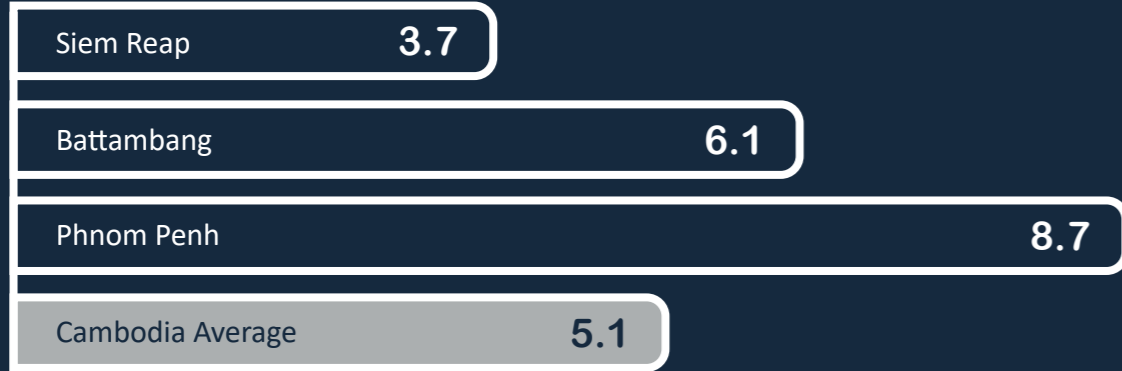 Siem Reap 3.7
Battambang 6.1
Phnom Penh 8.7
Cambodia Average 5.1